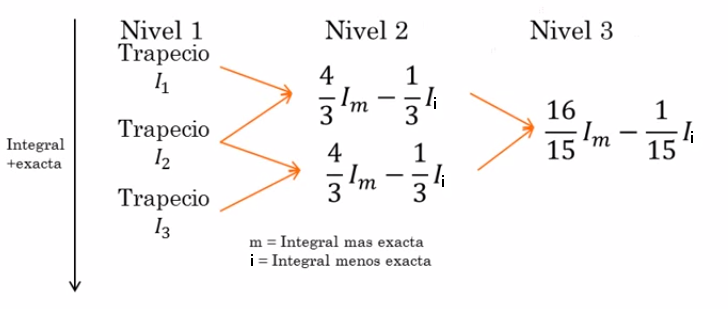 Nivel 1
Nivel 2
Nivel 3
Trapecio
I₁
Trapecio
I₂
Trapecio
I₃
Integral
+exacta
4/3 Iₘ − 1/3 Iᵢ
4/3 Iₘ − 1/3 Iᵢ
16/15 Iₘ − 1/15 Iᵢ
m = Integral mas exacta
i = Integral menos exacta